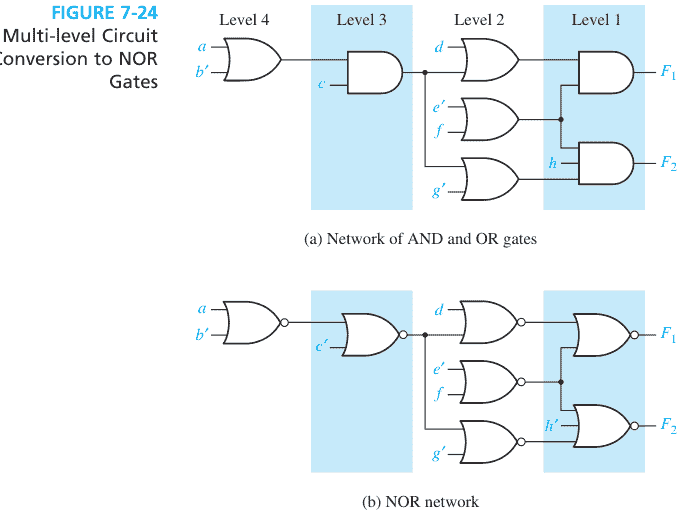 FIGURE 7-24
Multi-level Circuit
Conversion to NOR
Gates
Level 4 Level 3 Level 2 Level 1
a
b′
c
d
e′
f
g′
h
F1
F2
(a) Network of AND and OR gates
a
b′
c′
d
e′
f
g′
h′
F1
F2
(b) NOR network